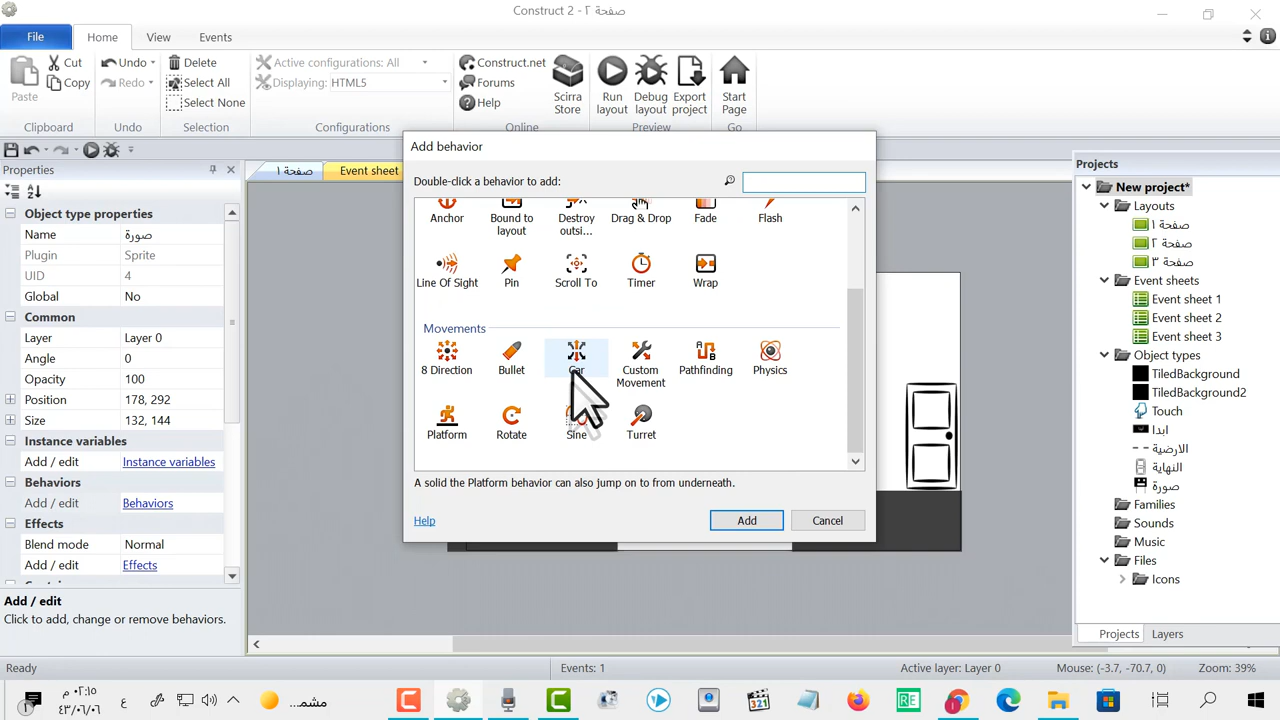 Construct 2 - صفحة ٢
File Home View Events
Paste
Cut
Copy
Clipboard
Undo
Redo
Undo
Delete
Select All
Select None
Selection
Active configurations: All
Displaying: HTML5
Configurations
Construct.net
Forums
Help
Scirra Store
Online
Run layout
Debug layout
Export project
Preview
Start Page
Go
Properties
صفحة ١
Event sheet
Object type properties
Name صورة
Plugin Sprite
UID 4
Global No
Common
Layer Layer 0
Angle 0
Opacity 100
Position 178, 292
Size 132, 144
Instance variables
Add / edit Instance variables
Behaviors
Add / edit Behaviors
Effects
Blend mode Normal
Add / edit Effects
Add / edit
Click to add, change or remove behaviors.
Add behavior
Double-click a behavior to add:
Anchor
Bound to layout
Destroy outsi...
Drag & Drop
Fade
Flash
Line Of Sight
Pin
Scroll To
Timer
Wrap
Movements
8 Direction
Bullet
Car
Custom Movement
Pathfinding
Physics
Platform
Rotate
Sine
Turret
A solid the Platform behavior can also jump on to from underneath.
Help
Add
Cancel
Projects
New project*
Layouts
صفحة ١
صفحة ٢
صفحة ٣
Event sheets
Event sheet 1
Event sheet 2
Event sheet 3
Object types
TiledBackground
TiledBackground2
Touch
ابدا
الارضية
النهاية
صورة
Families
Sounds
Music
Files
Icons
Projects Layers
Ready
Events: 1
Active layer: Layer 0
Mouse: (-3.7, -70.7, 0)
Zoom: 39%
٠٢:١٥ م
٤٣/٠٦/٠٦
ع
مشمـ...
321
RE